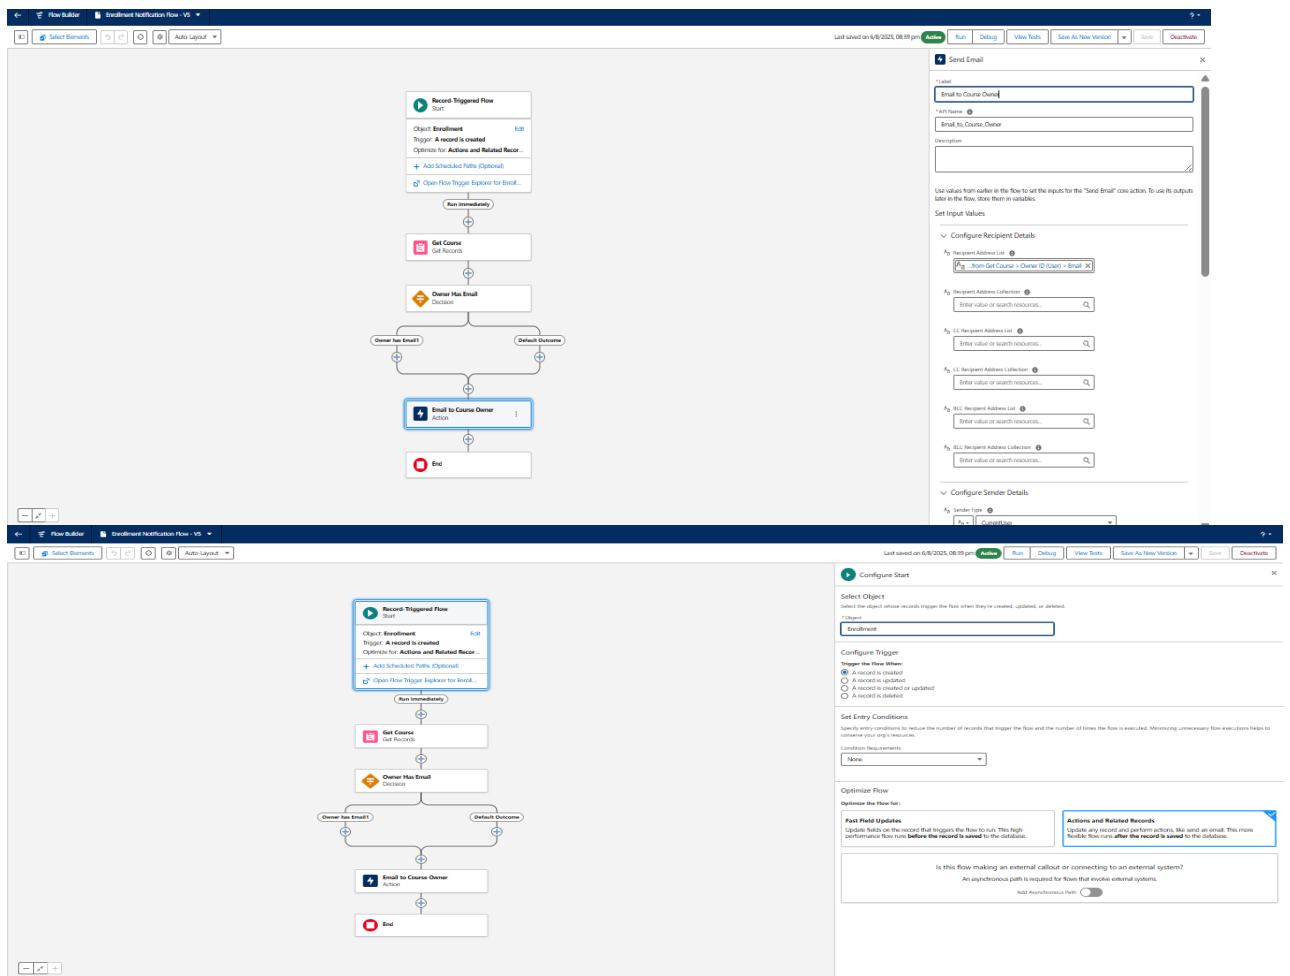 Flow Builder
Enrollment Notification Flow - V5
?
Select Elements
Auto-Layout
Last saved on 6/8/2025, 08:39 pm
Active
Run
Debug
View Tests
Save As New Version
Save
Deactivate
Record-Triggered Flow
Start
Object: Enrollment
Edit
Trigger: A record is created
Optimize for: Actions and Related Recor...
+ Add Scheduled Paths (Optional)
Open Flow Trigger Explorer for Enroll...
Run Immediately
Get Course
Get Records
Owner Has Email
Decision
Owner has Email1
Default Outcome
Email to Course Owner
Action
End
Send Email
* Label
Email to Course Owner
* API Name
Email_to_Course_Owner
Description
Use values from earlier in the flow to set the inputs for the "Send Email" core action. To use its outputs
later in the flow, store them in variables.
Set Input Values
Configure Recipient Details
Recipient Address List
...from Get Course > Owner ID (User) > Email
Recipient Address Collection
Enter value or search resources...
CC Recipient Address List
Enter value or search resources...
CC Recipient Address Collection
Enter value or search resources...
BCC Recipient Address List
Enter value or search resources...
BCC Recipient Address Collection
Enter value or search resources...
Configure Sender Details
Sender Type
CurrentUser
Flow Builder
Enrollment Notification Flow - V5
?
Select Elements
Auto-Layout
Last saved on 6/8/2025, 08:39 pm
Active
Run
Debug
View Tests
Save As New Version
Save
Deactivate
Record-Triggered Flow
Start
Object: Enrollment
Edit
Trigger: A record is created
Optimize for: Actions and Related Recor...
+ Add Scheduled Paths (Optional)
Open Flow Trigger Explorer for Enroll...
Run Immediately
Get Course
Get Records
Owner Has Email
Decision
Owner has Email1
Default Outcome
Email to Course Owner
Action
End
Configure Start
Select Object
Select the object whose records trigger the flow when they're created, updated, or deleted.
* Object
Enrollment
Configure Trigger
Trigger the Flow When:
A record is created
A record is updated
A record is created or updated
A record is deleted
Set Entry Conditions
Specify entry conditions to reduce the number of records that trigger the flow and the number of times the flow is executed. Minimizing unnecessary flow executions helps to
conserve your org's resources.
Condition Requirements
None
Optimize Flow
Optimize the Flow for:
Fast Field Updates
Update fields on the record that triggers the flow to run. This high-
performance flow runs before the record is saved to the database.
Actions and Related Records
Update any record and perform actions, like send an email. This more
flexible flow runs after the record is saved to the database.
Is this flow making an external callout or connecting to an external system?
An asynchronous path is required for flows that involve external systems.
Add Asynchronous Path